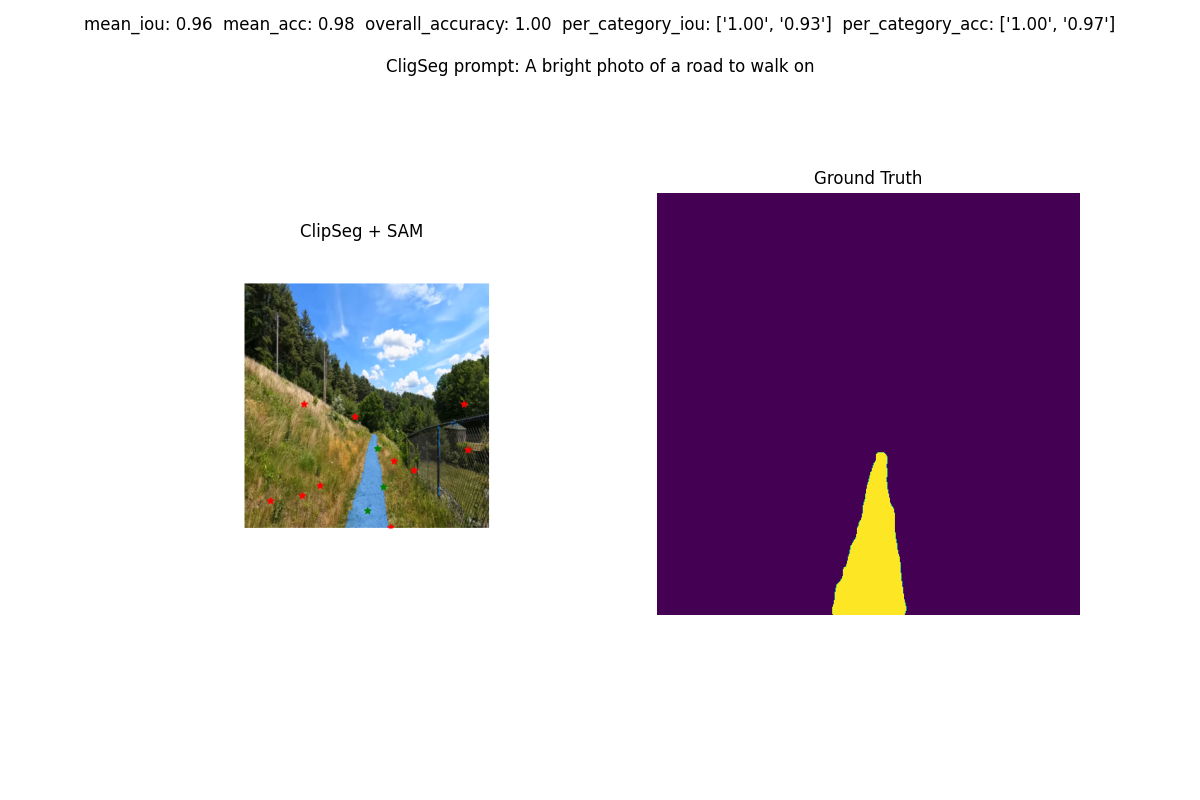 mean_iou: 0.96  mean_acc: 0.98  overall_accuracy: 1.00  per_category_iou: ['1.00', '0.93']  per_category_acc: ['1.00', '0.97']
CligSeg prompt: A bright photo of a road to walk on
Ground Truth
ClipSeg + SAM